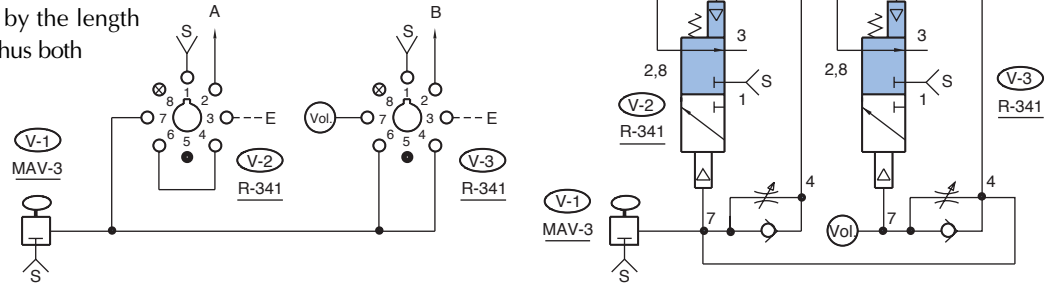 by the length
hus both
A
B
S
S
1
2
3
4
5
6
7
8
E
V-1
MAV-3
V-2
R-341
S
Vol.
1
2
3
4
5
6
7
8
E
V-3
R-341
3
2,8
S
1
V-2
R-341
7
4
V-1
MAV-3
S
3
2,8
S
1
V-3
R-341
Vol.
7
4